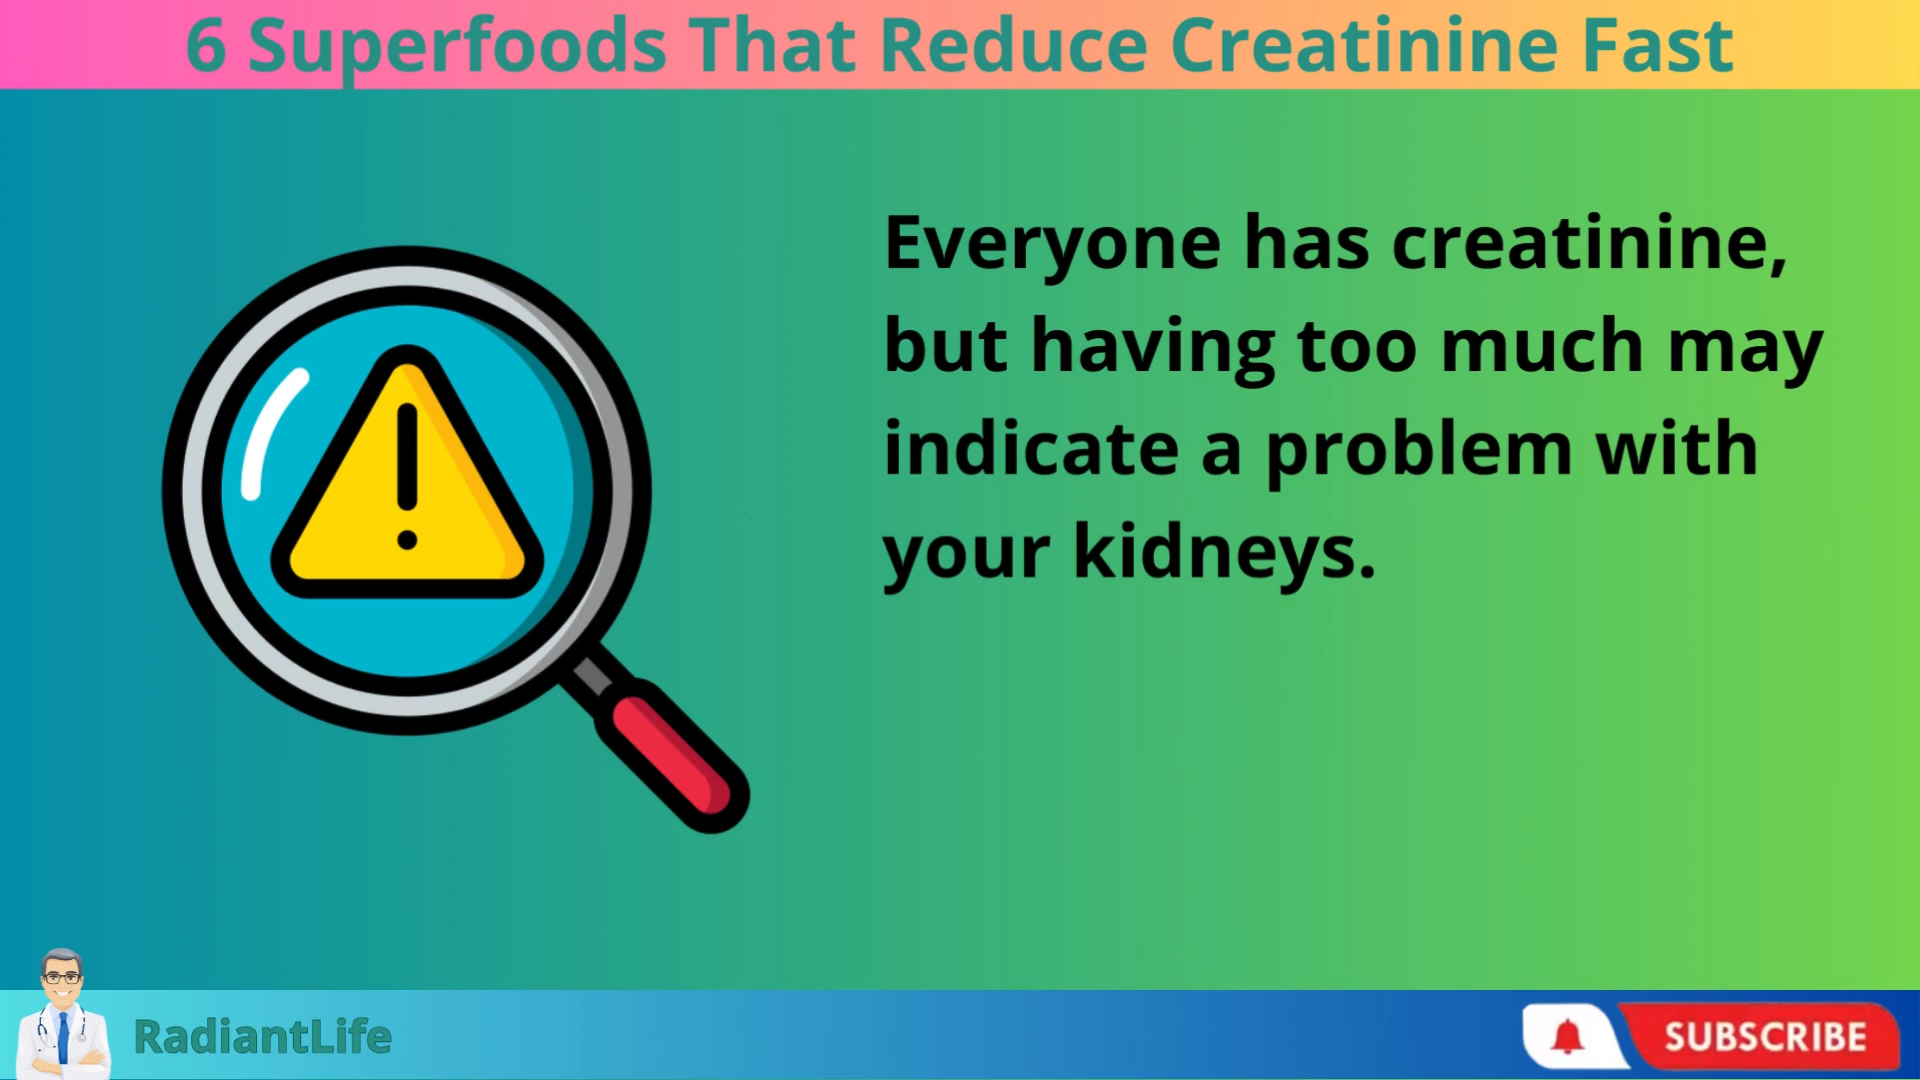 6 Superfoods That Reduce Creatinine Fast
Everyone has creatinine,
but having too much may
indicate a problem with
your kidneys.
RadiantLife
SUBSCRIBE